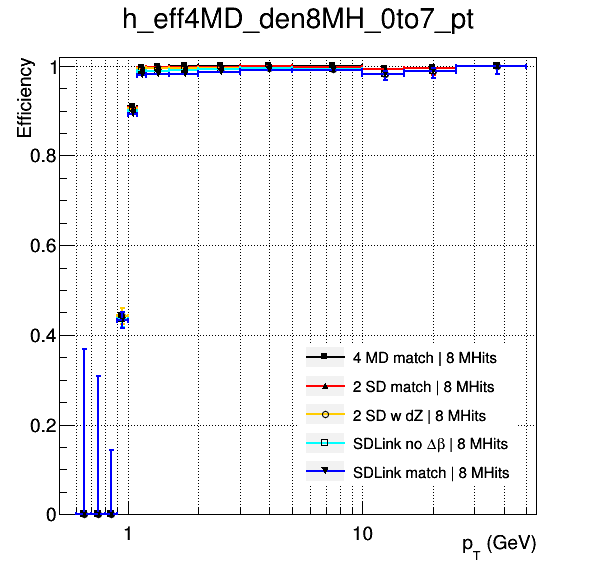 h_eff4MD_den8MH_0to7_pt
Efficiency
1
0.8
0.6
0.4
0.2
0
4 MD match | 8 MHits
2 SD match | 8 MHits
2 SD w dZ | 8 MHits
SDLink no Δβ | 8 MHits
SDLink match | 8 MHits
1 10
p_T (GeV)